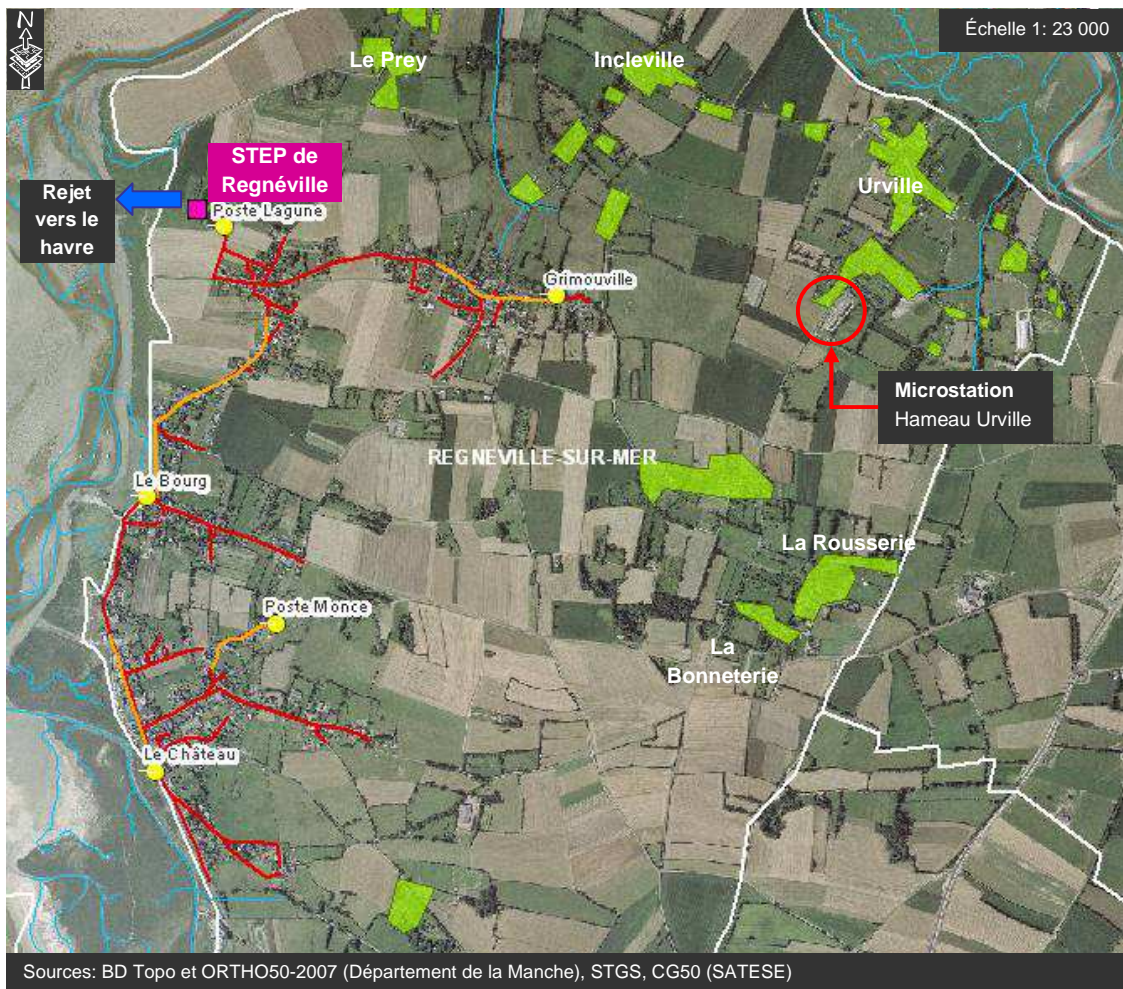 N
Échelle 1: 23 000
Le Prey
Incleville
STEP de
Regnéville
Rejet
vers le
havre
Poste Lagune
Urville
Grimouville
Microstation
Hameau Urville
REGNEVILLE-SUR-MER
Le Bourg
La Rousserie
Poste Monce
La
Bonneterie
Le Château
Sources: BD Topo et ORTHO50-2007 (Département de la Manche), STGS, CG50 (SATESE)